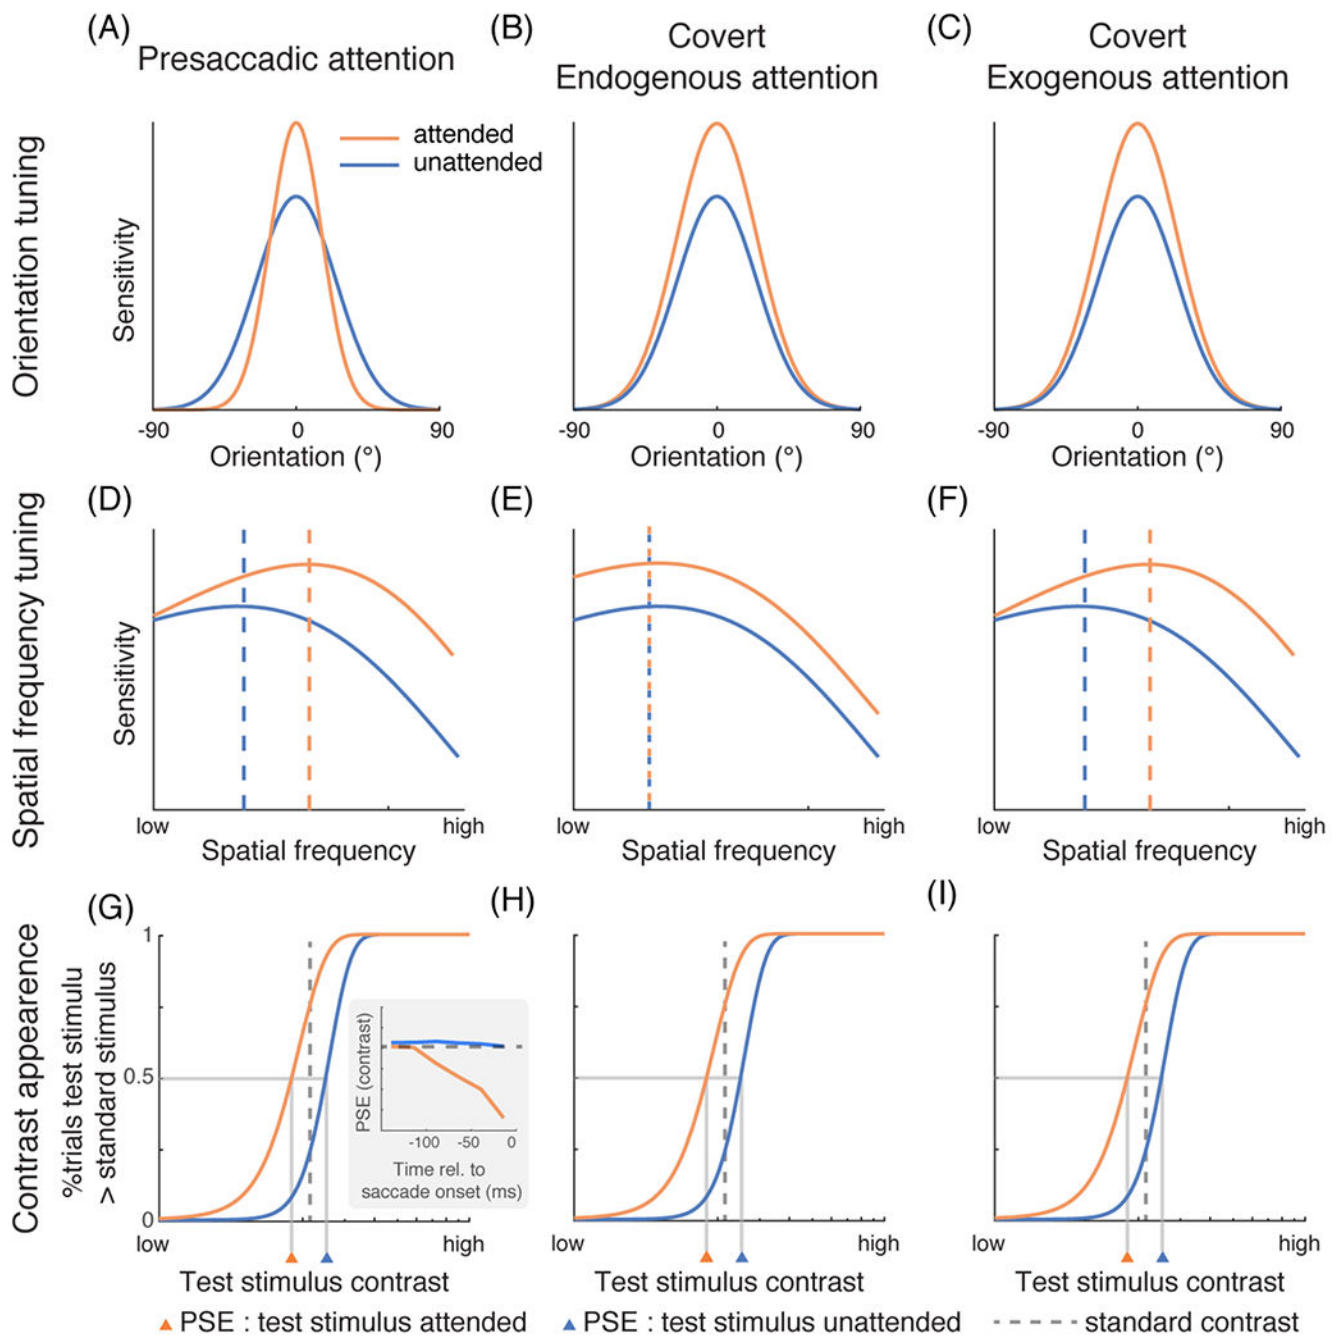 (A)
Presaccadic attention
(B)
Covert
Endogenous attention
(C)
Covert
Exogenous attention
Orientation tuning
Sensitivity
attended
unattended
-90 0 90
Orientation (°)
-90 0 90
Orientation (°)
-90 0 90
Orientation (°)
Spatial frequency tuning
(D)
(E)
(F)
Sensitivity
low high
Spatial frequency
low high
Spatial frequency
low high
Spatial frequency
Contrast appearence
(G)
(H)
(I)
%trials test stimulu
> standard stimulus
1
0.5
0
PSE (contrast)
-100 -50 0
Time rel. to
saccade onset (ms)
low high
Test stimulus contrast
low high
Test stimulus contrast
low high
Test stimulus contrast
PSE : test stimulus attended
PSE : test stimulus unattended
standard contrast